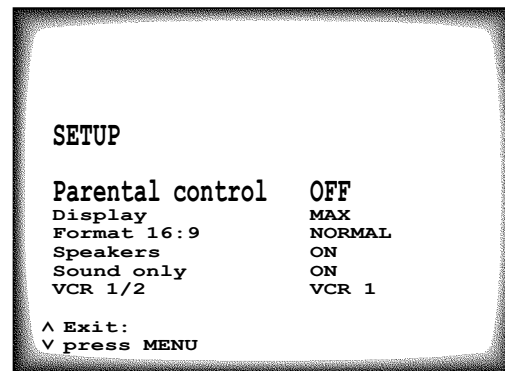 SETUP
Parental control OFF
Display MAX
Format 16:9 NORMAL
Speakers ON
Sound only ON
VCR 1/2 VCR 1
∧ Exit:
∨ press MENU